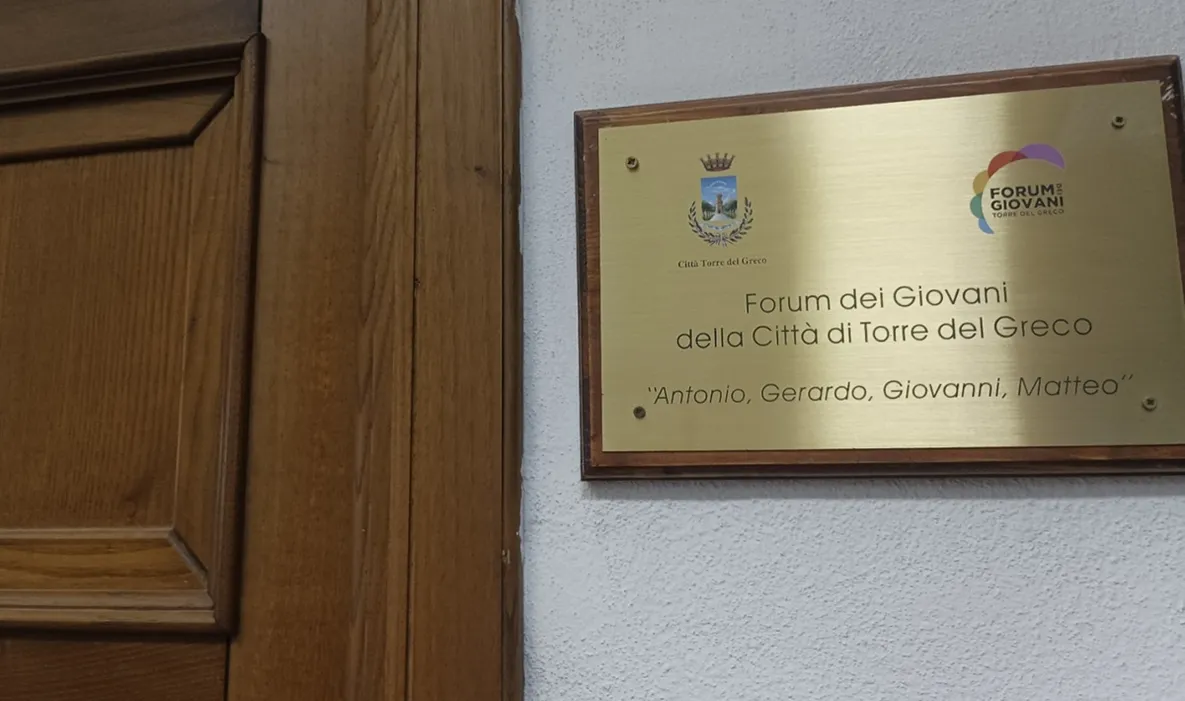 Città Torre del Greco
FORUM DEI
GIOVANI
TORRE DEL GRECO
Forum dei Giovani
della Città di Torre del Greco
"Antonio, Gerardo, Giovanni, Matteo"